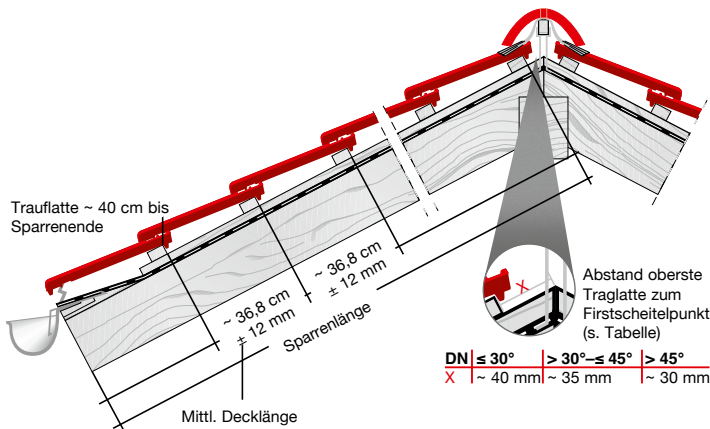 Trauflatte ~ 40 cm bis
Sparrenende
~ 36,8 cm
± 12 mm
~ 36,8 cm
± 12 mm
Sparrenlänge
Mittl. Decklänge
X
Abstand oberste
Traglatte zum
Firstscheitelpunkt
(s. Tabelle)
DN ≤ 30° > 30°–≤ 45° > 45°
X ~ 40 mm ~ 35 mm ~ 30 mm